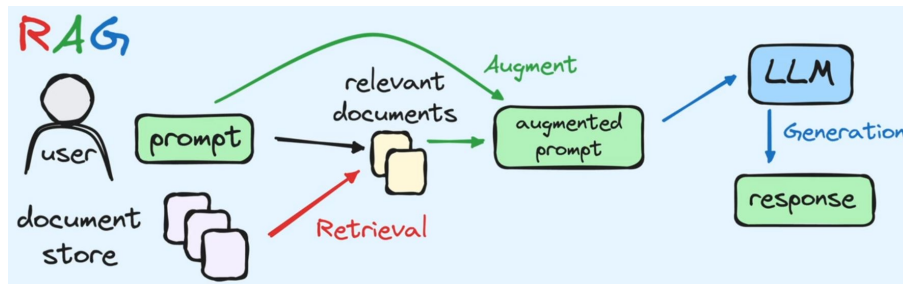 RAG
user
prompt
document
store
relevant
documents
Retrieval
Augment
augmented
prompt
LLM
Generation
response